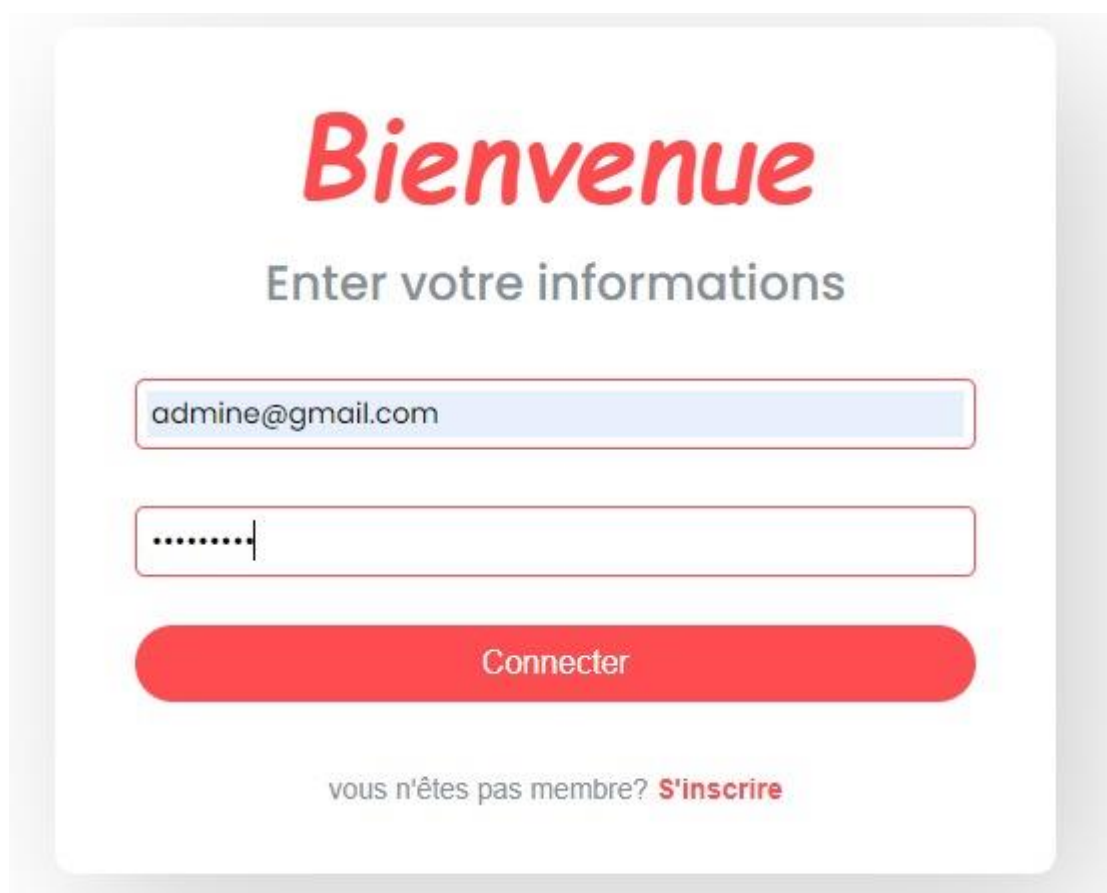 Bienvenue
Enter votre informations
admine@gmail.com
•••••••••
Connecter
vous n'êtes pas membre? S'inscrire